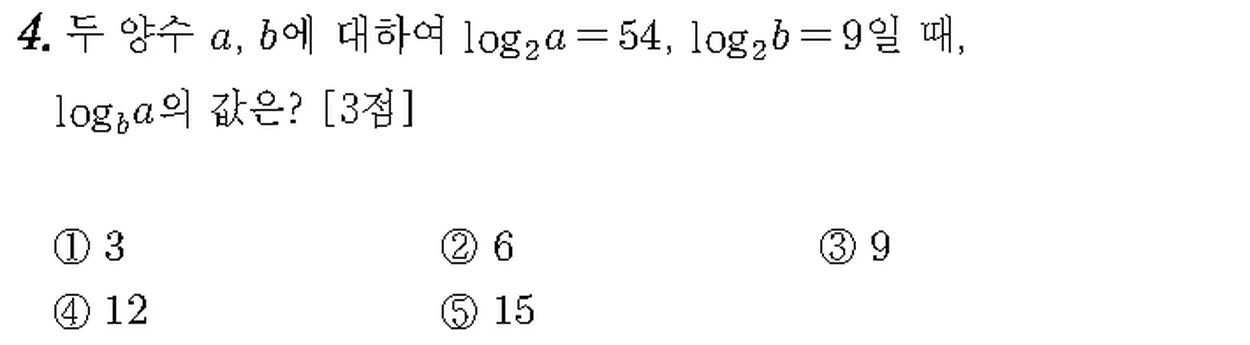 4. 두 양수 a, b에 대하여 log₂a=54, log₂b=9일 때,
log_b a의 값은? [3점]
① 3 ② 6 ③ 9
④ 12 ⑤ 15